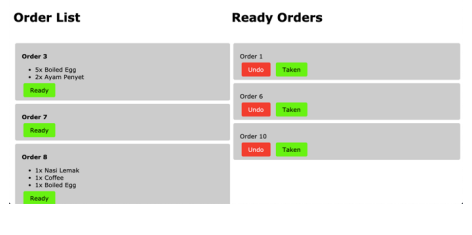 Order List
Order 3
5x Boiled Egg
2x Ayam Penyet
Ready
Order 7
Ready
Order 8
1x Nasi Lemak
1x Coffee
1x Boiled Egg
Ready
Ready Orders
Order 1
Undo Taken
Order 6
Undo Taken
Order 10
Undo Taken